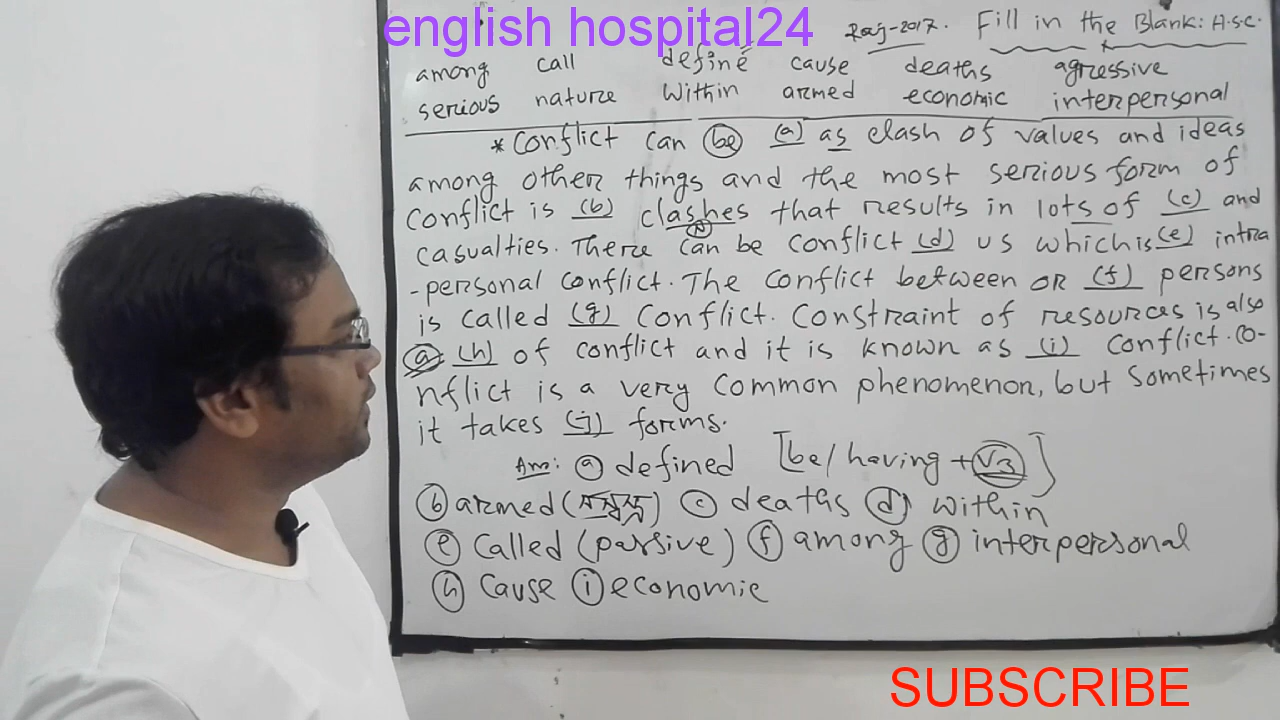 english hospital24
Raj-2017. Fill in the Blank: H.S.C.
among call define cause deaths agressive
serious nature within armed economic interpersonal
* Conflict can be (a) as clash of values and ideas
among other things and the most serious form of
conflict is (b) clashes that results in lots of (c) and
N
casualties. There can be conflict (d) us which is (e) intra
-personal conflict. The conflict between or (f) persons
is called (g) conflict. Constraint of resources is also
a (h) of conflict and it is known as (i) conflict. Co-
nflict is a very common phenomenon, but sometimes
it takes (j) forms.
Ans: (a) defined [be/having + V3]
(b) armed (সশস্ত্র) (c) deaths (d) within
(e) called (passive) (f) among (g) interpersonal
(h) cause (i) economic
SUBSCRIBE